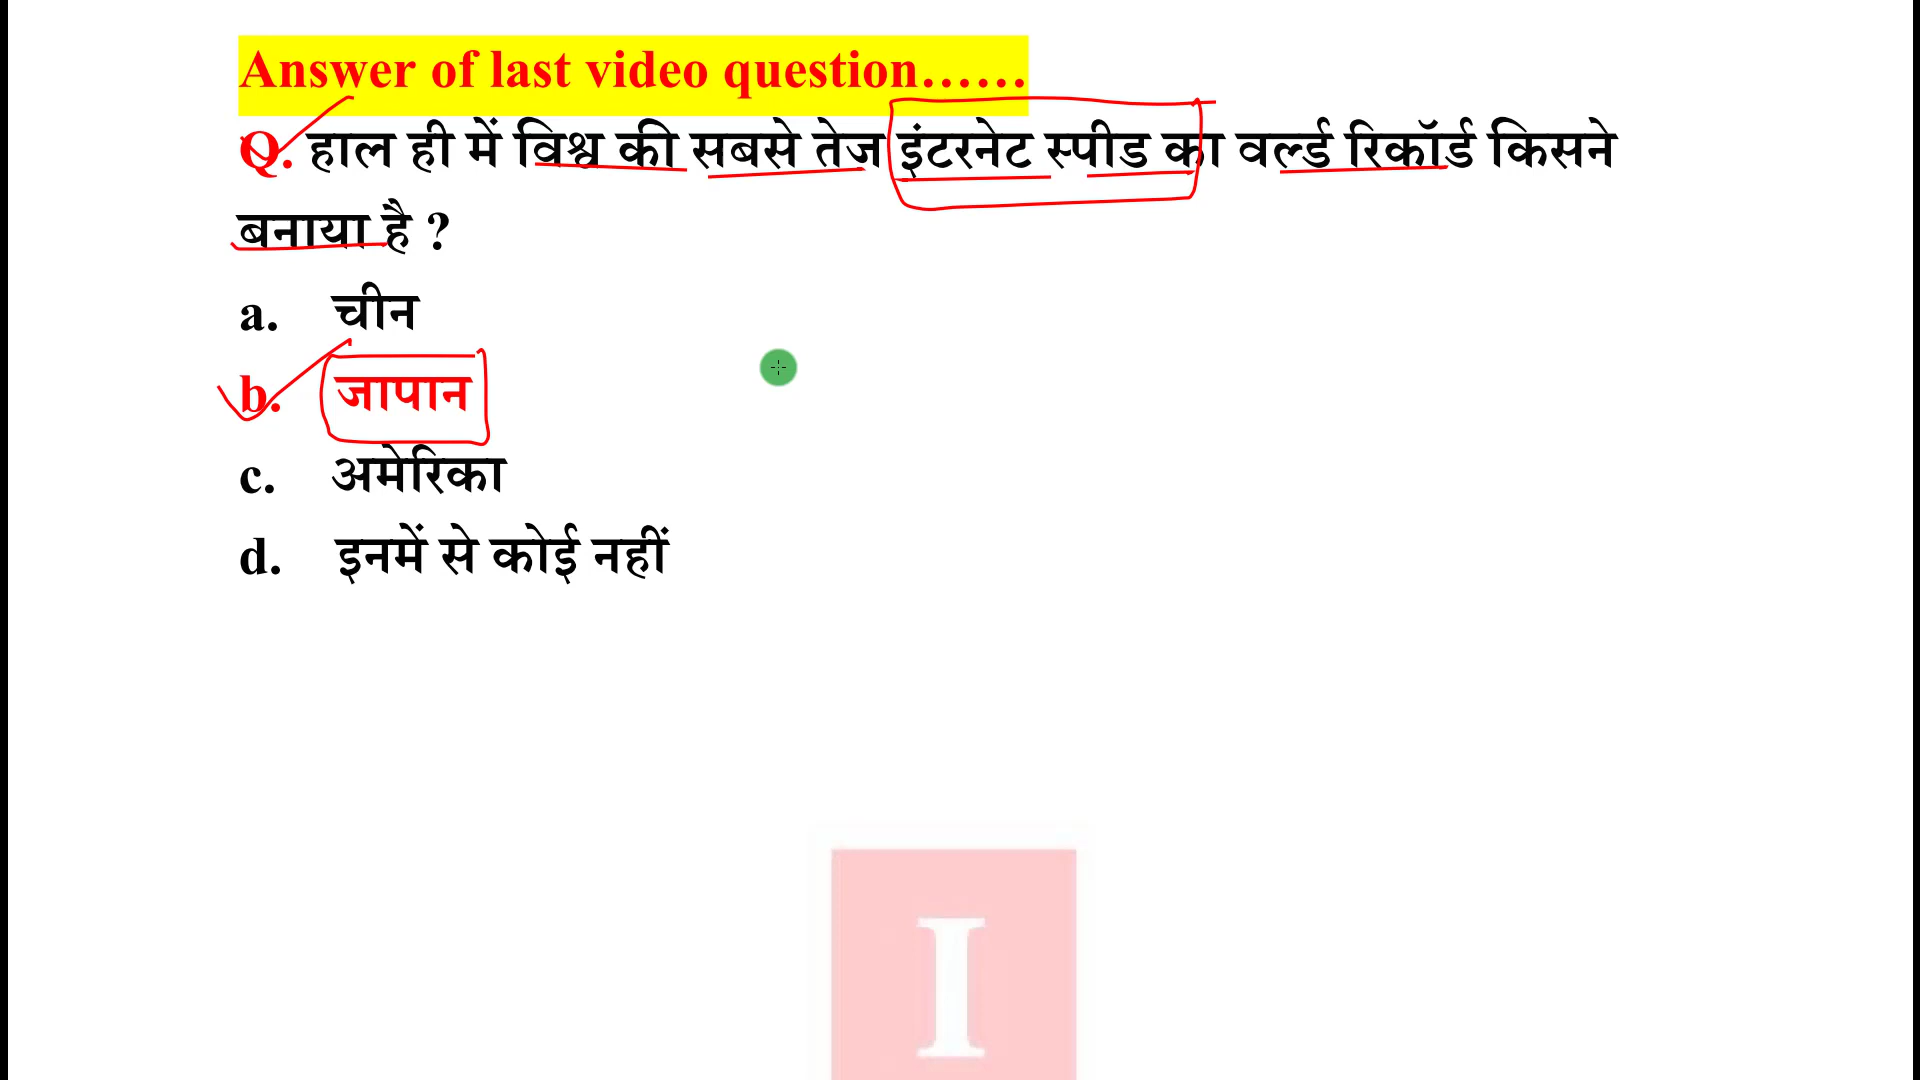 Answer of last video question......
Q. हाल ही में विश्व की सबसे तेज इंटरनेट स्पीड का वर्ल्ड रिकॉर्ड किसने
बनाया है ?
a. चीन
b. जापान
c. अमेरिका
d. इनमें से कोई नहीं
I